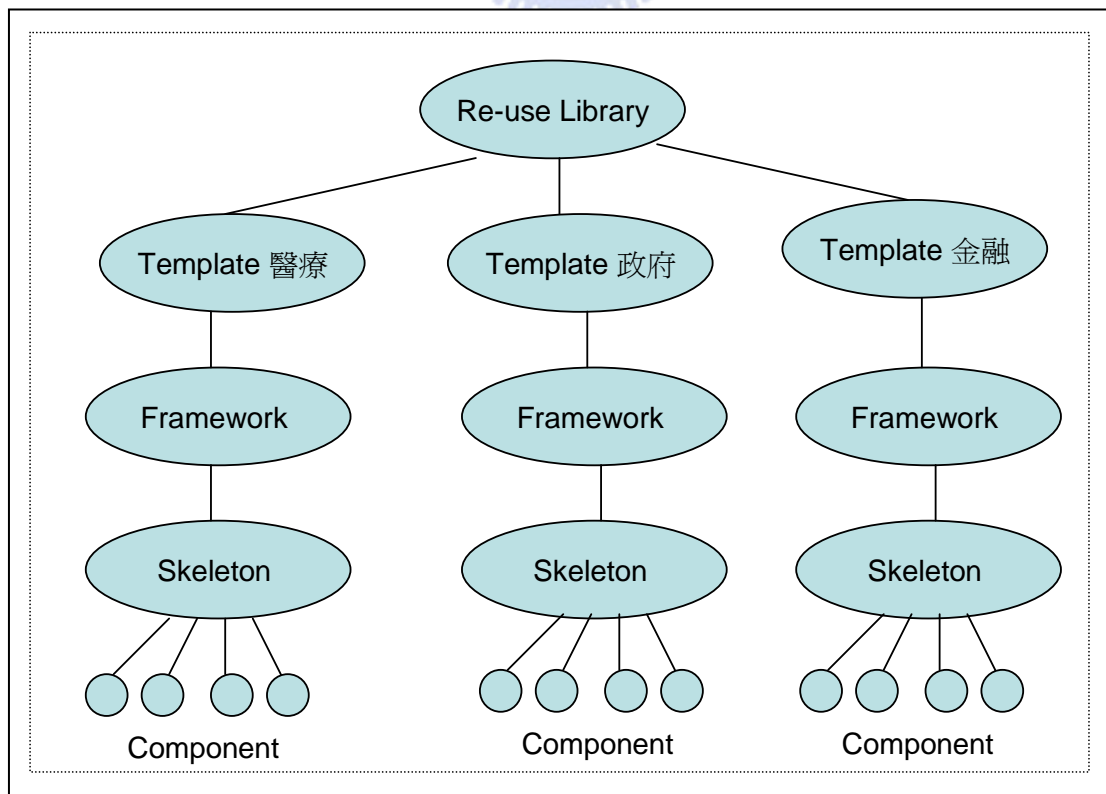 Re-use Library
Template 醫療
Template 政府
Template 金融
Framework
Framework
Framework
Skeleton
Skeleton
Skeleton
Component
Component
Component